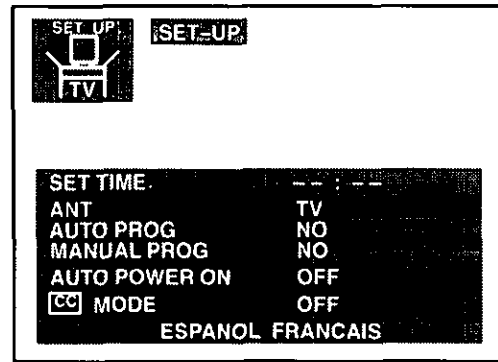 SET UP
TV
SET-UP
SET TIME -- : --
ANT TV
AUTO PROG NO
MANUAL PROG NO
AUTO POWER ON OFF
CC MODE OFF
ESPANOL FRANCAIS